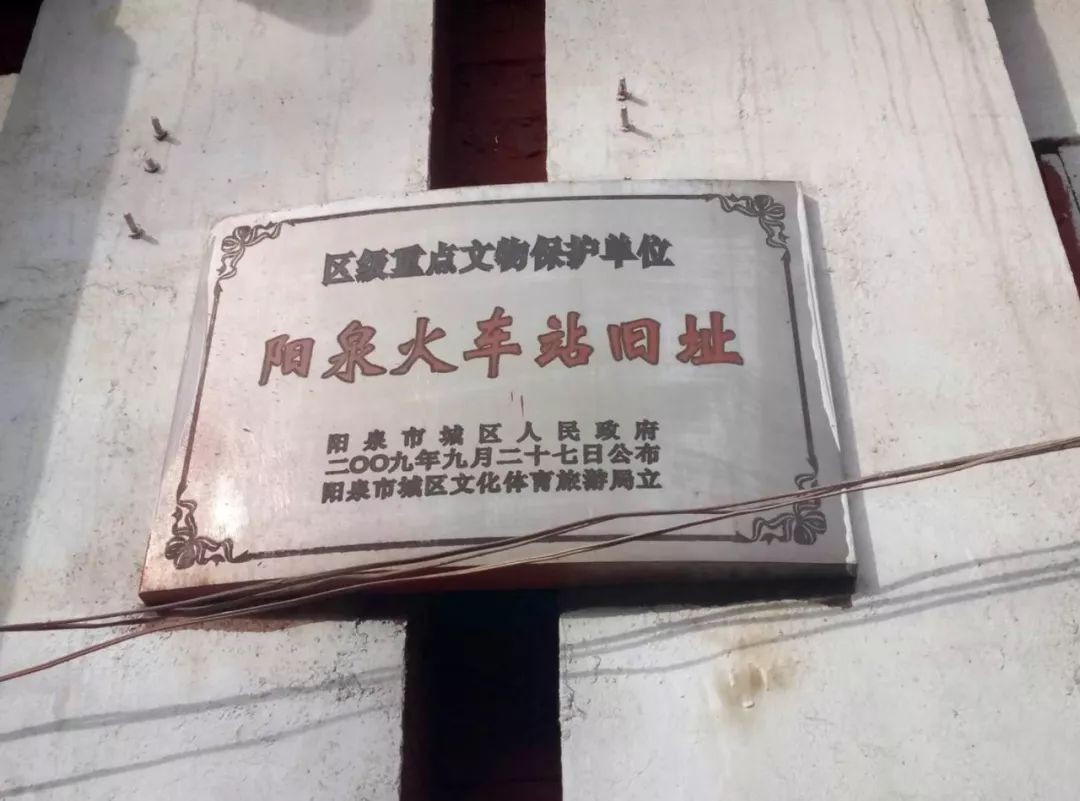 区级重点文物保护单位
阳泉火车站旧址
阳泉市城区人民政府
二〇〇九年九月二十七日公布
阳泉市城区文化体育旅游局立